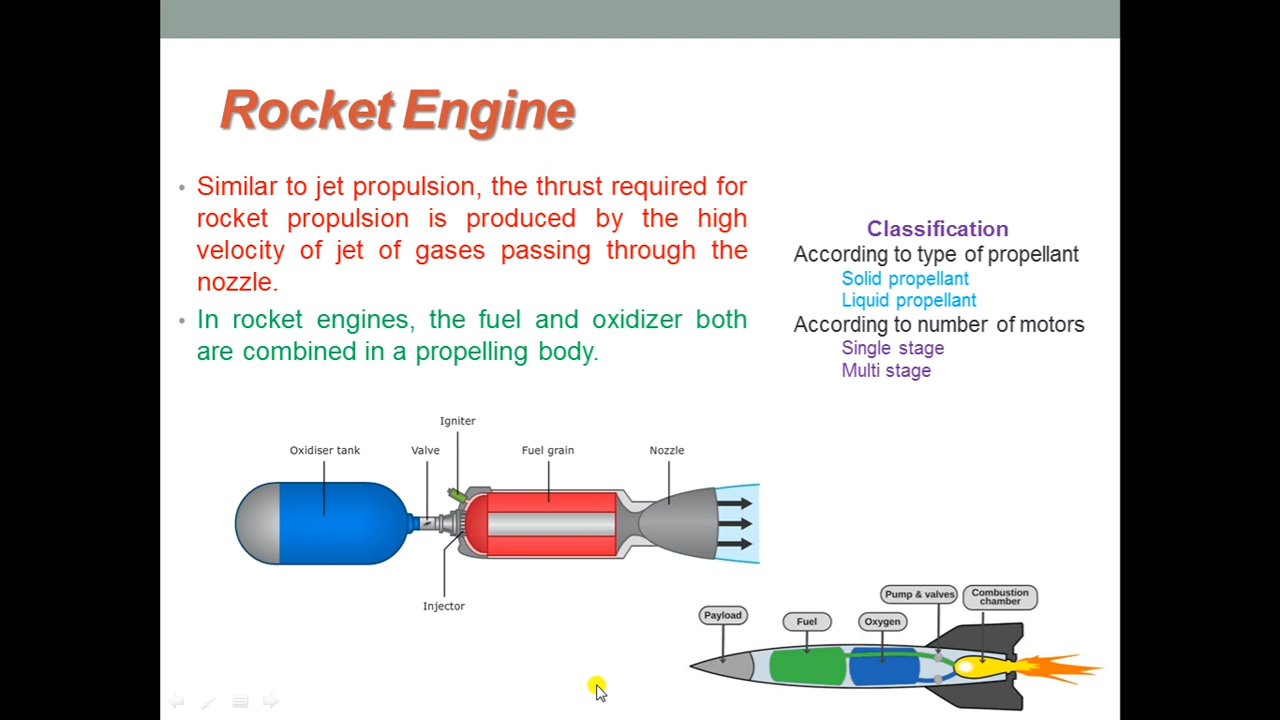 Rocket Engine
Similar to jet propulsion, the thrust required for
rocket propulsion is produced by the high
velocity of jet of gases passing through the
nozzle.
In rocket engines, the fuel and oxidizer both
are combined in a propelling body.
Classification
According to type of propellant
Solid propellant
Liquid propellant
According to number of motors
Single stage
Multi stage
Igniter
Oxidiser tank
Valve
Fuel grain
Nozzle
Injector
Payload
Fuel
Oxygen
Pump & valves
Combustion
chamber